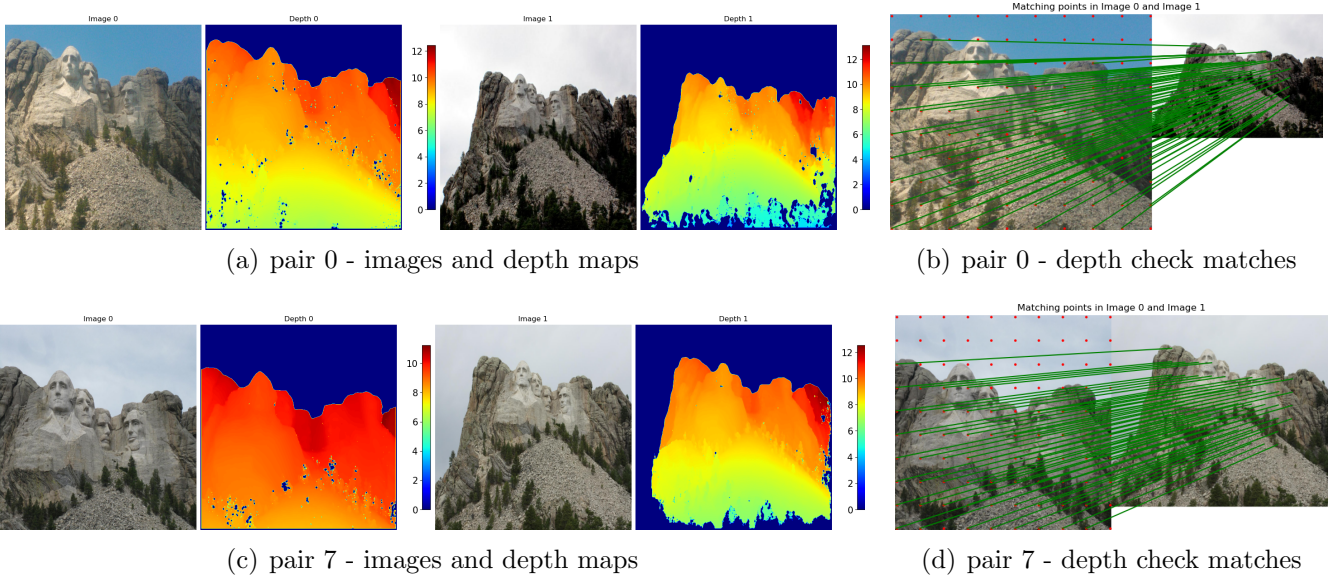 Image 0
Depth 0
12
10
8
6
4
2
0
Image 1
Depth 1
12
10
8
6
4
2
0
Matching points in Image 0 and Image 1
(a) pair 0 - images and depth maps
(b) pair 0 - depth check matches
Image 0
Depth 0
10
8
6
4
2
0
Image 1
Depth 1
12
10
8
6
4
2
0
Matching points in Image 0 and Image 1
(c) pair 7 - images and depth maps
(d) pair 7 - depth check matches